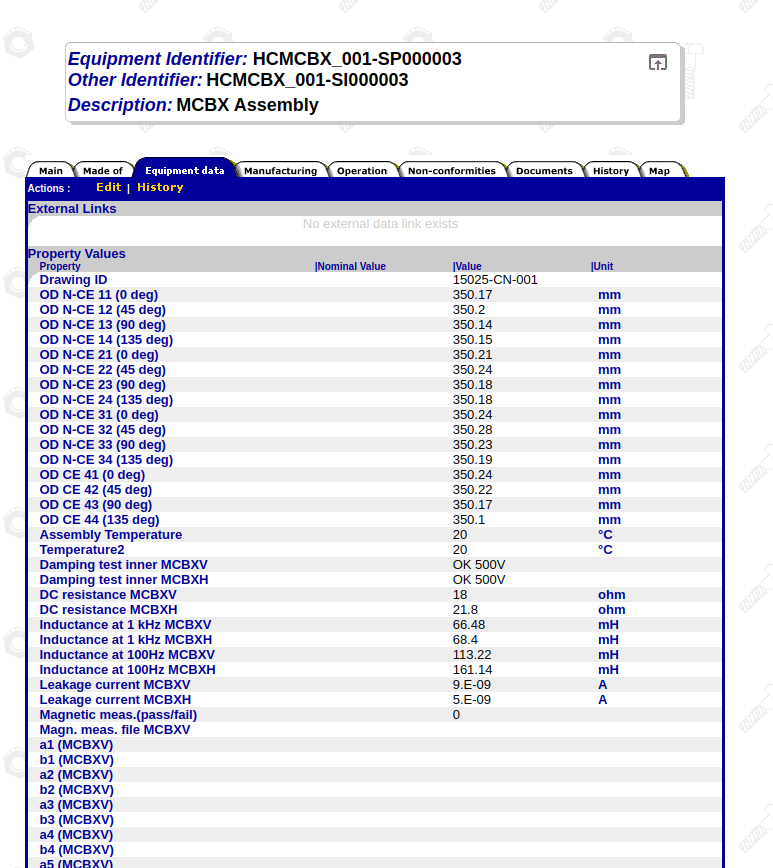 Equipment Identifier: HCMCBX_001-SP000003
Other Identifier: HCMCBX_001-SI000003
Description: MCBX Assembly
Main Made of Equipment data Manufacturing Operation Non-conformities Documents History Map
Actions : Edit | History
External Links
No external data link exists
Property Values
Property |Nominal Value |Value |Unit
Drawing ID 15025-CN-001
OD N-CE 11 (0 deg) 350.17 mm
OD N-CE 12 (45 deg) 350.2 mm
OD N-CE 13 (90 deg) 350.14 mm
OD N-CE 14 (135 deg) 350.15 mm
OD N-CE 21 (0 deg) 350.21 mm
OD N-CE 22 (45 deg) 350.24 mm
OD N-CE 23 (90 deg) 350.18 mm
OD N-CE 24 (135 deg) 350.18 mm
OD N-CE 31 (0 deg) 350.24 mm
OD N-CE 32 (45 deg) 350.28 mm
OD N-CE 33 (90 deg) 350.23 mm
OD N-CE 34 (135 deg) 350.19 mm
OD CE 41 (0 deg) 350.24 mm
OD CE 42 (45 deg) 350.22 mm
OD CE 43 (90 deg) 350.17 mm
OD CE 44 (135 deg) 350.1 mm
Assembly Temperature 20 °C
Temperature2 20 °C
Damping test inner MCBXV OK 500V
Damping test inner MCBXH OK 500V
DC resistance MCBXV 18 ohm
DC resistance MCBXH 21.8 ohm
Inductance at 1 kHz MCBXV 66.48 mH
Inductance at 1 kHz MCBXH 68.4 mH
Inductance at 100Hz MCBXV 113.22 mH
Inductance at 100Hz MCBXH 161.14 mH
Leakage current MCBXV 9.E-09 A
Leakage current MCBXH 5.E-09 A
Magnetic meas.(pass/fail) 0
Magn. meas. file MCBXV
a1 (MCBXV)
b1 (MCBXV)
a2 (MCBXV)
b2 (MCBXV)
a3 (MCBXV)
b3 (MCBXV)
a4 (MCBXV)
b4 (MCBXV)
a5 (MCBXV)